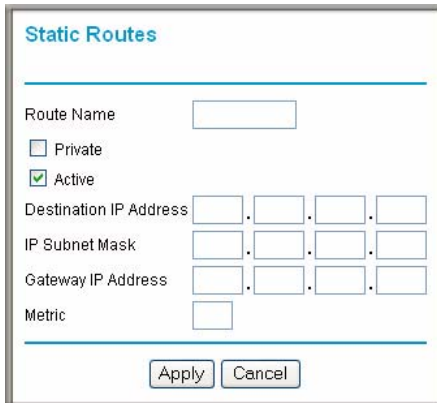 Static Routes
Route Name
Private
Active
Destination IP Address . . .
IP Subnet Mask . . .
Gateway IP Address . . .
Metric
Apply Cancel